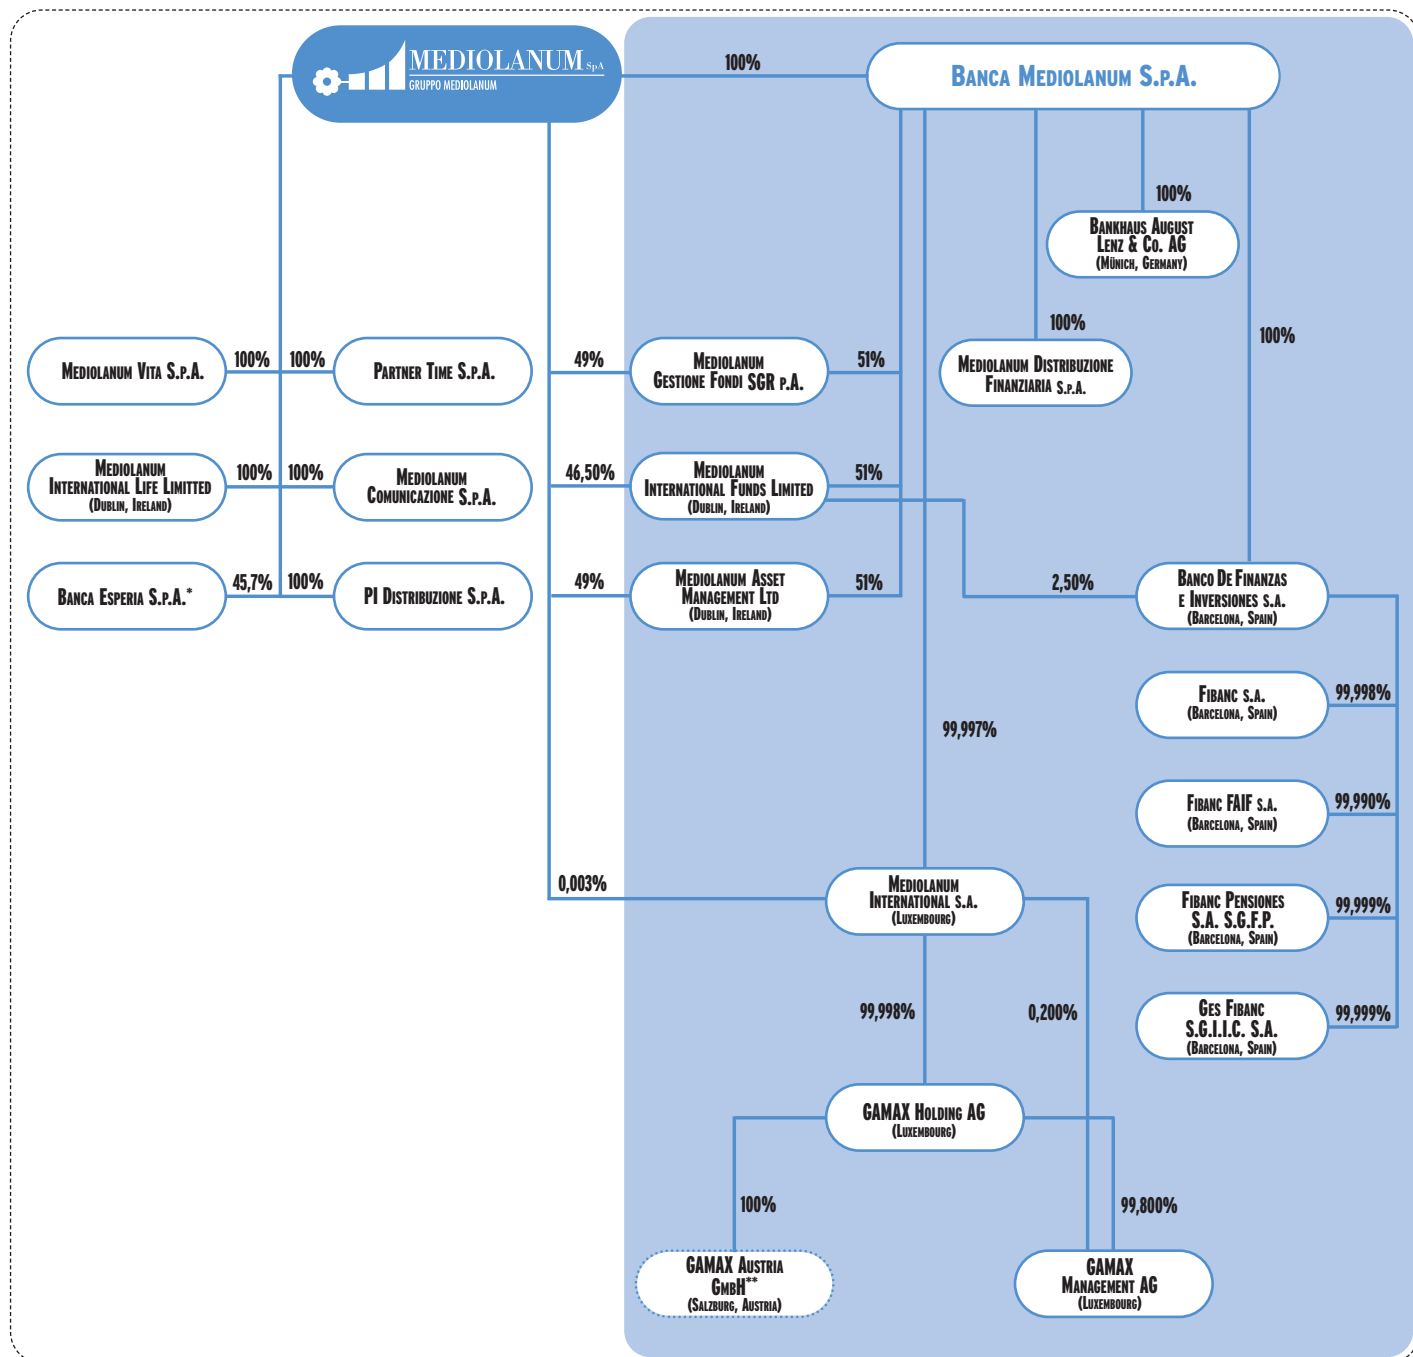 MEDIOLANUM SpA
GRUPPO MEDIOLANUM
100%
BANCA MEDIOLANUM S.P.A.
100%
BANKHAUS AUGUST
LENZ & CO. AG
(MÜNICH, GERMANY)
100%
100%
MEDIOLANUM VITA S.P.A.
100%
100%
PARTNER TIME S.P.A.
49%
MEDIOLANUM
GESTIONE FONDI SGR P.A.
51%
MEDIOLANUM DISTRIBUZIONE
FINANZIARIA S.P.A.
MEDIOLANUM
INTERNATIONAL LIFE LIMITTED
(DUBLIN, IRELAND)
100%
100%
MEDIOLANUM
COMUNICAZIONE S.P.A.
46,50%
MEDIOLANUM
INTERNATIONAL FUNDS LIMITED
(DUBLIN, IRELAND)
51%
BANCA ESPERIA S.P.A.*
45,7%
100%
PI DISTRIBUZIONE S.P.A.
49%
MEDIOLANUM ASSET
MANAGEMENT LTD
(DUBLIN, IRELAND)
51%
2,50%
BANCO DE FINANZAS
E INVERSIONES S.A.
(BARCELONA, SPAIN)
FIBANC S.A.
(BARCELONA, SPAIN)
99,998%
99,997%
FIBANC FAIF S.A.
(BARCELONA, SPAIN)
99,990%
0,003%
MEDIOLANUM
INTERNATIONAL S.A.
(LUXEMBOURG)
FIBANC PENSIONES
S.A. S.G.F.P.
(BARCELONA, SPAIN)
99,999%
99,998%
0,200%
GES FIBANC
S.G.I.I.C. S.A.
(BARCELONA, SPAIN)
99,999%
GAMAX HOLDING AG
(LUXEMBOURG)
100%
99,800%
GAMAX AUSTRIA
GMBH**
(SALZBURG, AUSTRIA)
GAMAX
MANAGEMENT AG
(LUXEMBOURG)